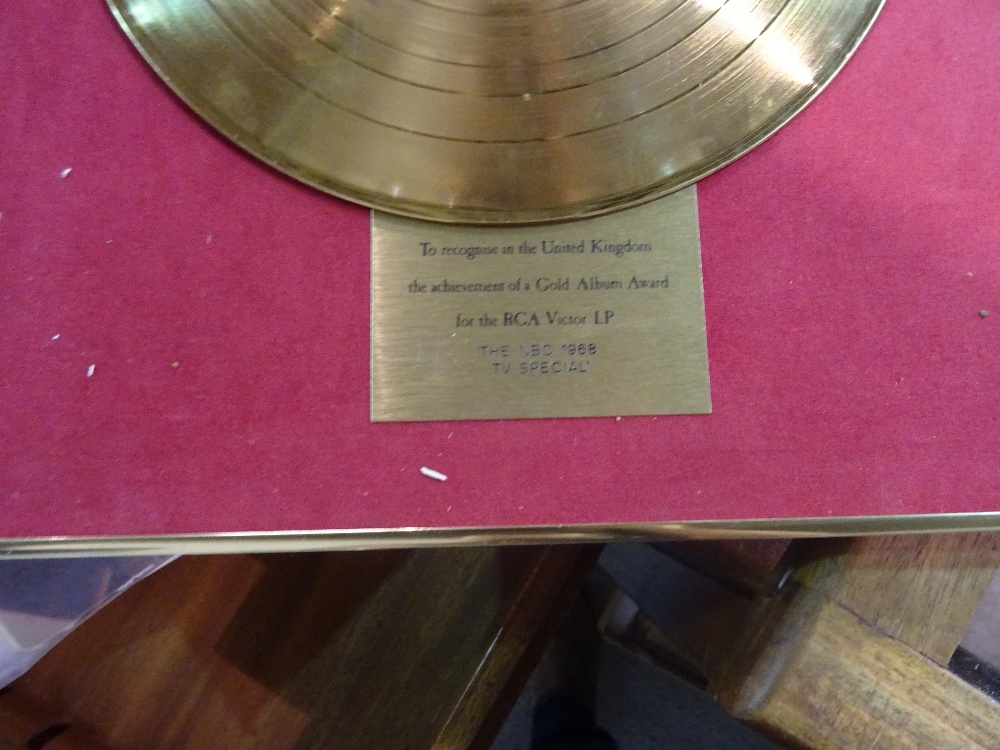 To recognise in the United Kingdom
the achievement of a Gold Album Award
for the RCA Victor LP
'THE NBC 1968
TV SPECIAL'